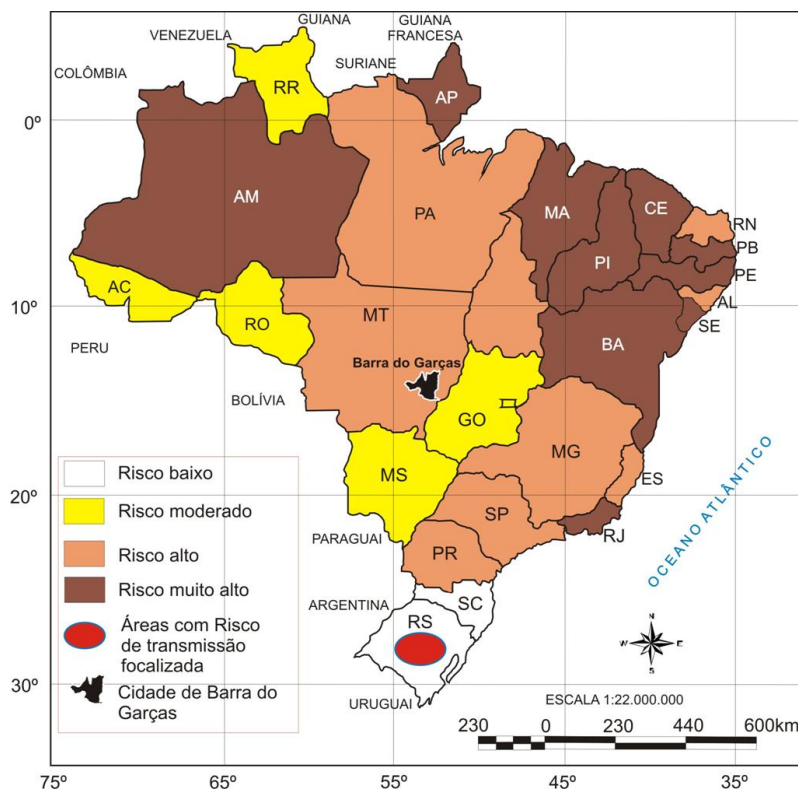 GUIANA
GUIANA
FRANCESA
VENEZUELA
SURIANE
COLÔMBIA
RR
AP
0º
AM
PA
MA
CE
RN
PB
PI
PE
AC
AL
10º
RO
MT
SE
BA
PERU
Barra do Garças
BOLÍVIA
GO
MG
MS
ES
20º
SP
PARAGUAI
RJ
PR
OCEANO ATLÂNTICO
ARGENTINA
SC
RS
30º
URUGUAI
Risco baixo
Risco moderado
Risco alto
Risco muito alto
Áreas com Risco
de transmissão
focalizada
Cidade de Barra do
Garças
N
W
E
S
ESCALA 1:22.000.000
230 0 230 440 600km
75º 65 55 45 35º